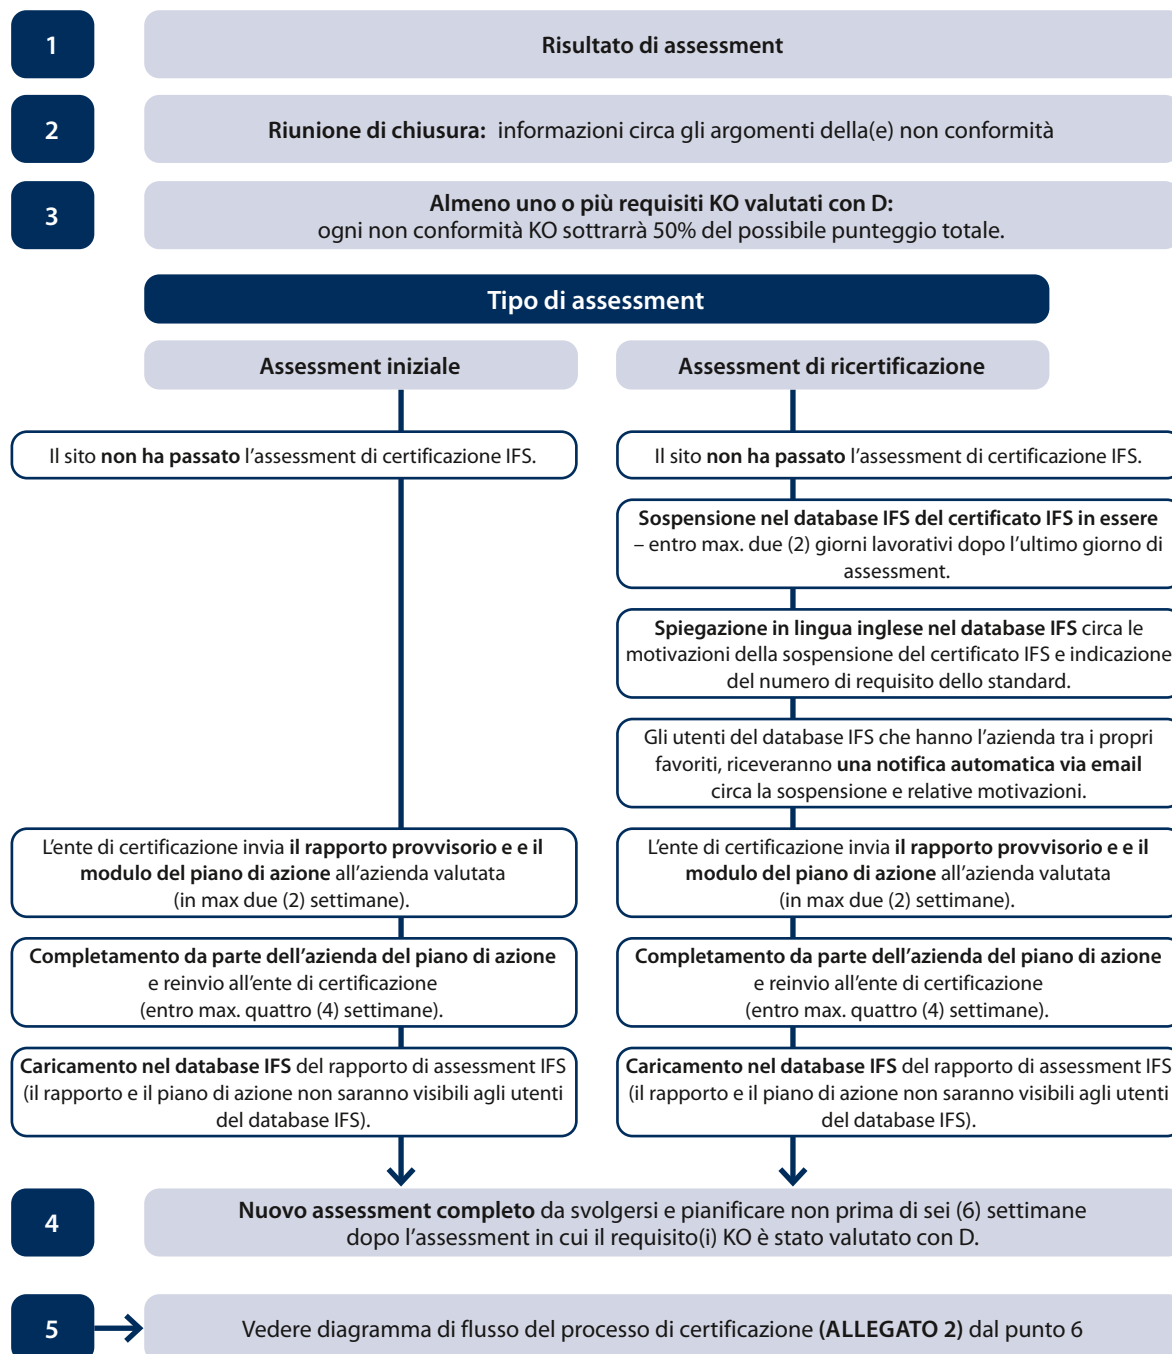 1
Risultato di assessment
2
Riunione di chiusura: informazioni circa gli argomenti della(e) non conformità
3
Almeno uno o più requisiti KO valutati con D:
ogni non conformità KO sottrarrà 50% del possibile punteggio totale.
Tipo di assessment
Assessment iniziale
Il sito non ha passato l'assessment di certificazione IFS.
L'ente di certificazione invia il rapporto provvisorio e e il
modulo del piano di azione all'azienda valutata
(in max due (2) settimane).
Completamento da parte dell'azienda del piano di azione
e reinvio all'ente di certificazione
(entro max. quattro (4) settimane).
Caricamento nel database IFS del rapporto di assessment IFS
(il rapporto e il piano di azione non saranno visibili agli utenti
del database IFS).
Assessment di ricertificazione
Il sito non ha passato l'assessment di certificazione IFS.
Sospensione nel database IFS del certificato IFS in essere
– entro max. due (2) giorni lavorativi dopo l'ultimo giorno di
assessment.
Spiegazione in lingua inglese nel database IFS circa le
motivazioni della sospensione del certificato IFS e indicazione
del numero di requisito dello standard.
Gli utenti del database IFS che hanno l'azienda tra i propri
favoriti, riceveranno una notifica automatica via email
circa la sospensione e relative motivazioni.
L'ente di certificazione invia il rapporto provvisorio e e il
modulo del piano di azione all'azienda valutata
(in max due (2) settimane).
Completamento da parte dell'azienda del piano di azione
e reinvio all'ente di certificazione
(entro max. quattro (4) settimane).
Caricamento nel database IFS del rapporto di assessment IFS
(il rapporto e il piano di azione non saranno visibili agli utenti
del database IFS).
4
Nuovo assessment completo da svolgersi e pianificare non prima di sei (6) settimane
dopo l'assessment in cui il requisito(i) KO è stato valutato con D.
5
Vedere diagramma di flusso del processo di certificazione (ALLEGATO 2) dal punto 6